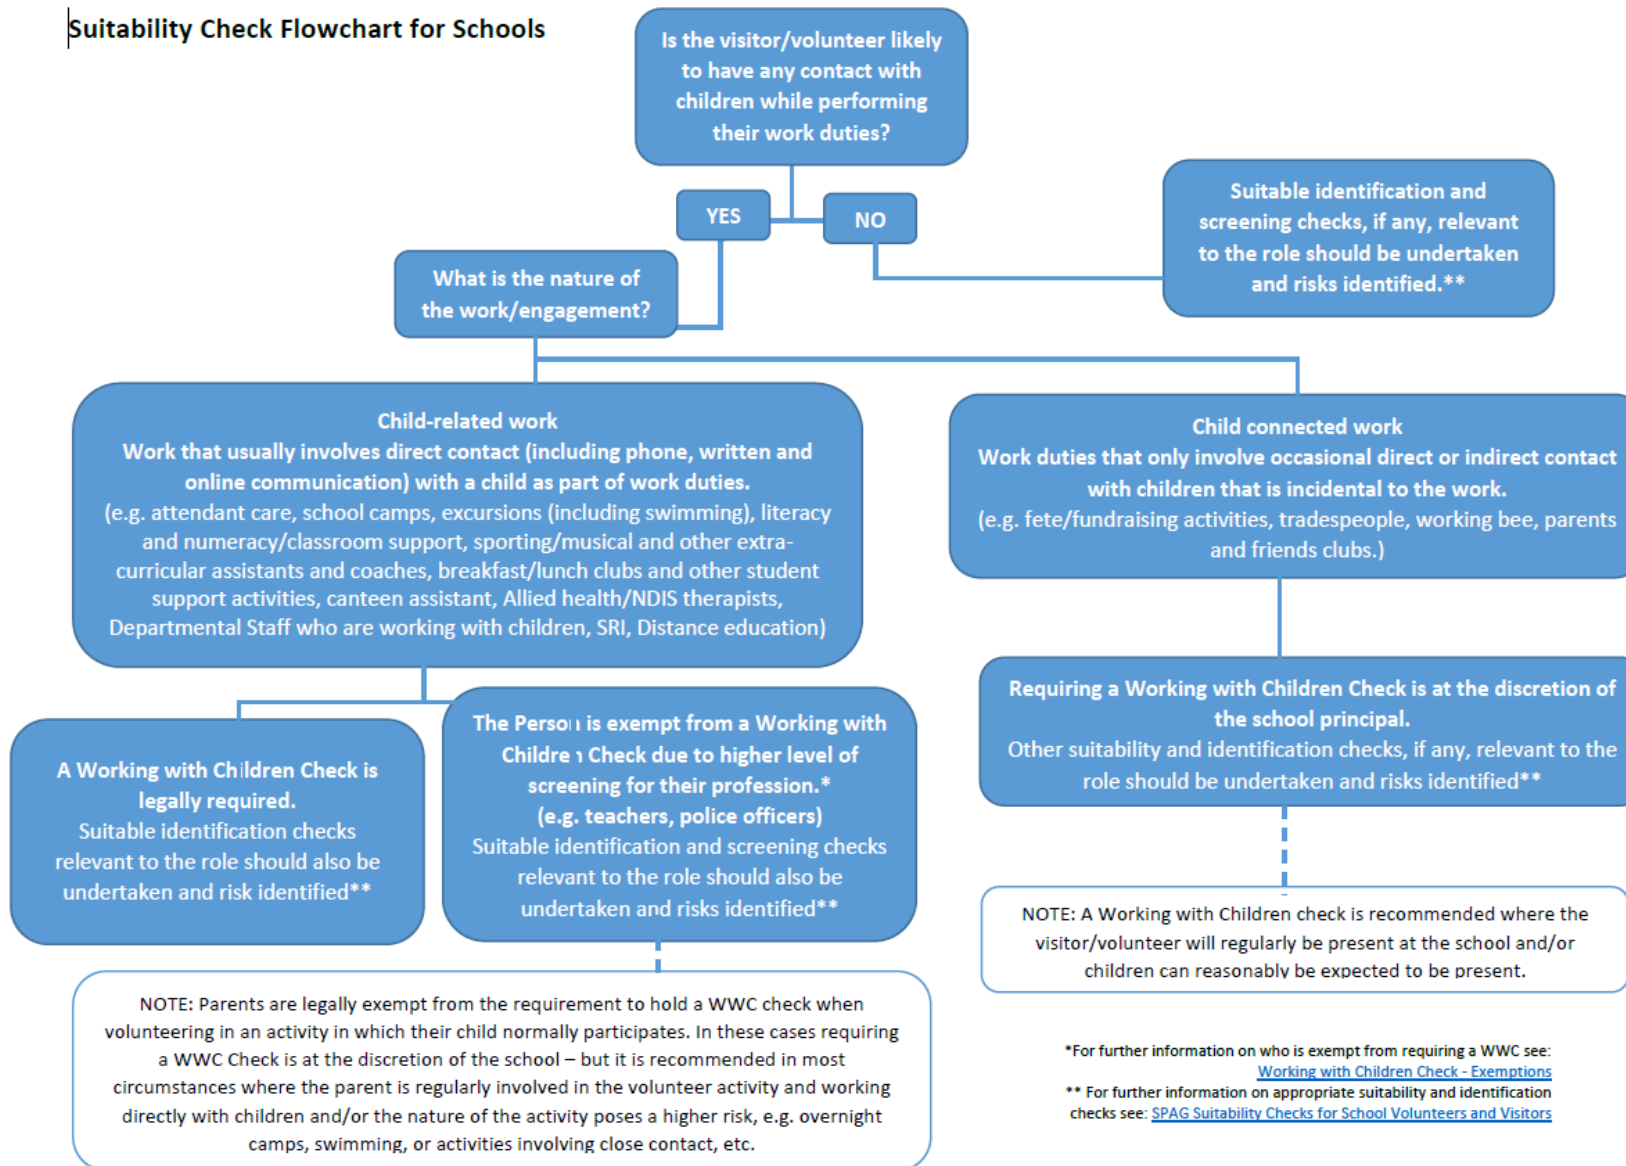 Suitability Check Flowchart for Schools
Is the visitor/volunteer likely
to have any contact with
children while performing
their work duties?
YES
NO
Suitable identification and
screening checks, if any, relevant
to the role should be undertaken
and risks identified.**
What is the nature of
the work/engagement?
Child-related work
Work that usually involves direct contact (including phone, written and
online communication) with a child as part of work duties.
(e.g. attendant care, school camps, excursions (including swimming), literacy
and numeracy/classroom support, sporting/musical and other extra-
curricular assistants and coaches, breakfast/lunch clubs and other student
support activities, canteen assistant, Allied health/NDIS therapists,
Departmental Staff who are working with children, SRI, Distance education)
Child connected work
Work duties that only involve occasional direct or indirect contact
with children that is incidental to the work.
(e.g. fete/fundraising activities, tradespeople, working bee, parents
and friends clubs.)
A Working with Children Check is
legally required.
Suitable identification checks
relevant to the role should also be
undertaken and risk identified**
The Person is exempt from a Working with
Children Check due to higher level of
screening for their profession.*
(e.g. teachers, police officers)
Suitable identification and screening checks
relevant to the role should also be
undertaken and risks identified**
Requiring a Working with Children Check is at the discretion of
the school principal.
Other suitability and identification checks, if any, relevant to the
role should be undertaken and risks identified**
NOTE: A Working with Children check is recommended where the
visitor/volunteer will regularly be present at the school and/or
children can reasonably be expected to be present.
NOTE: Parents are legally exempt from the requirement to hold a WWC check when
volunteering in an activity in which their child normally participates. In these cases requiring
a WWC Check is at the discretion of the school – but it is recommended in most
circumstances where the parent is regularly involved in the volunteer activity and working
directly with children and/or the nature of the activity poses a higher risk, e.g. overnight
camps, swimming, or activities involving close contact, etc.
*For further information on who is exempt from requiring a WWC see:
Working with Children Check - Exemptions
** For further information on appropriate suitability and identification
checks see: SPAG Suitability Checks for School Volunteers and Visitors